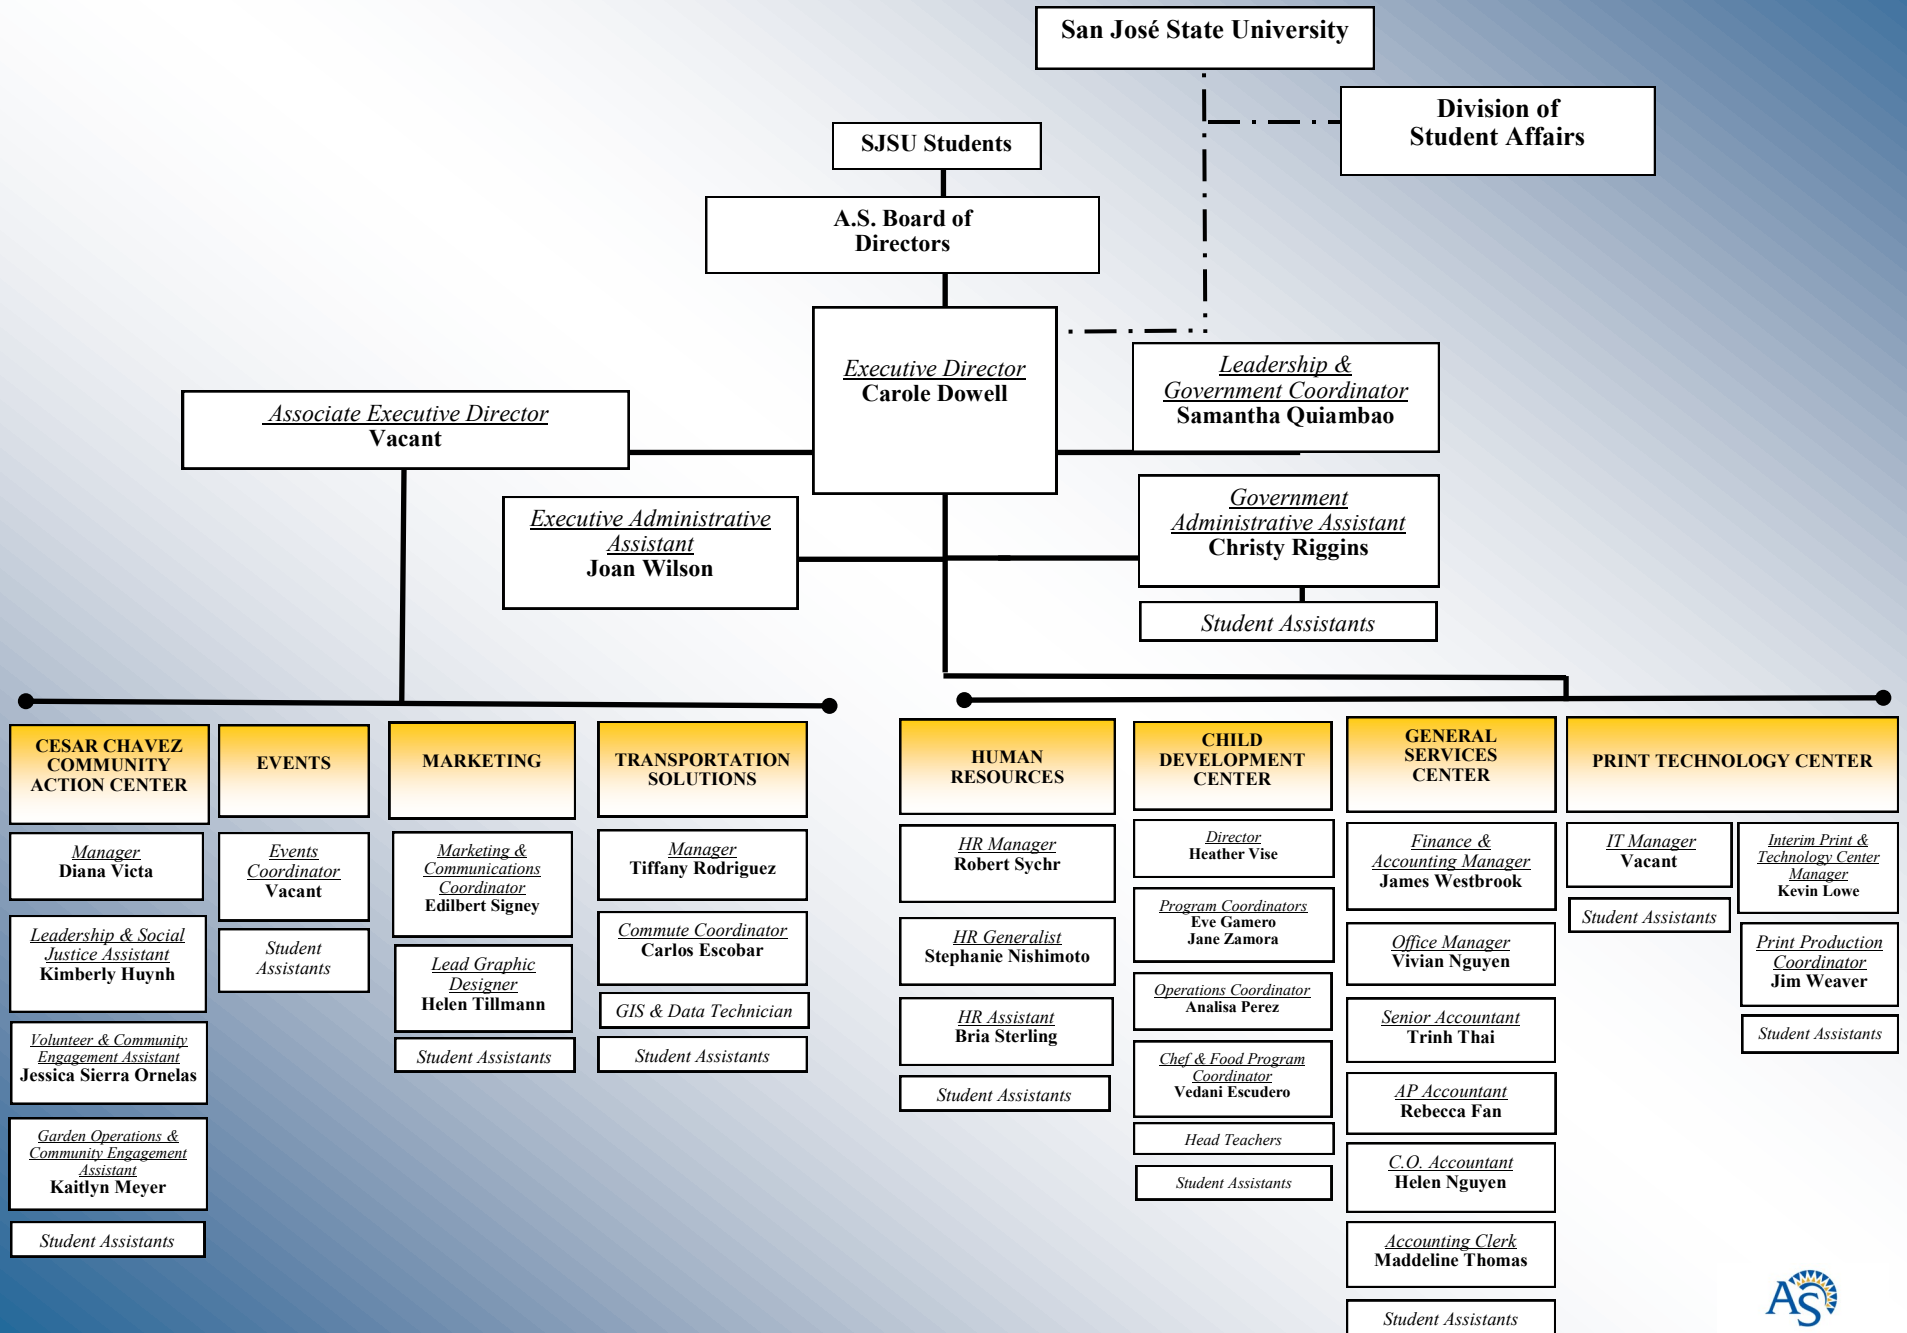 San José State University
Division of
Student Affairs
SJSU Students
A.S. Board of
Directors
Executive Director
Carole Dowell
Leadership &
Government Coordinator
Samantha Quiambao
Associate Executive Director
Vacant
Executive Administrative
Assistant
Joan Wilson
Government
Administrative Assistant
Christy Riggins
Student Assistants
CESAR CHAVEZ
COMMUNITY
ACTION CENTER
Manager
Diana Victa
Leadership & Social
Justice Assistant
Kimberly Huynh
Volunteer & Community
Engagement Assistant
Jessica Sierra Ornelas
Garden Operations &
Community Engagement
Assistant
Kaitlyn Meyer
Student Assistants
EVENTS
Events
Coordinator
Vacant
Student
Assistants
MARKETING
Marketing &
Communications
Coordinator
Edilbert Signey
Lead Graphic
Designer
Helen Tillmann
Student Assistants
TRANSPORTATION
SOLUTIONS
Manager
Tiffany Rodriguez
Commute Coordinator
Carlos Escobar
GIS & Data Technician
Student Assistants
HUMAN
RESOURCES
HR Manager
Robert Sychr
HR Generalist
Stephanie Nishimoto
HR Assistant
Bria Sterling
Student Assistants
CHILD
DEVELOPMENT
CENTER
Director
Heather Vise
Program Coordinators
Eve Gamero
Jane Zamora
Operations Coordinator
Analisa Perez
Chef & Food Program
Coordinator
Vedani Escudero
Head Teachers
Student Assistants
GENERAL
SERVICES
CENTER
Finance &
Accounting Manager
James Westbrook
Office Manager
Vivian Nguyen
Senior Accountant
Trinh Thai
AP Accountant
Rebecca Fan
C.O. Accountant
Helen Nguyen
Accounting Clerk
Maddeline Thomas
Student Assistants
PRINT TECHNOLOGY CENTER
IT Manager
Vacant
Student Assistants
Interim Print &
Technology Center
Manager
Kevin Lowe
Print Production
Coordinator
Jim Weaver
Student Assistants
AS